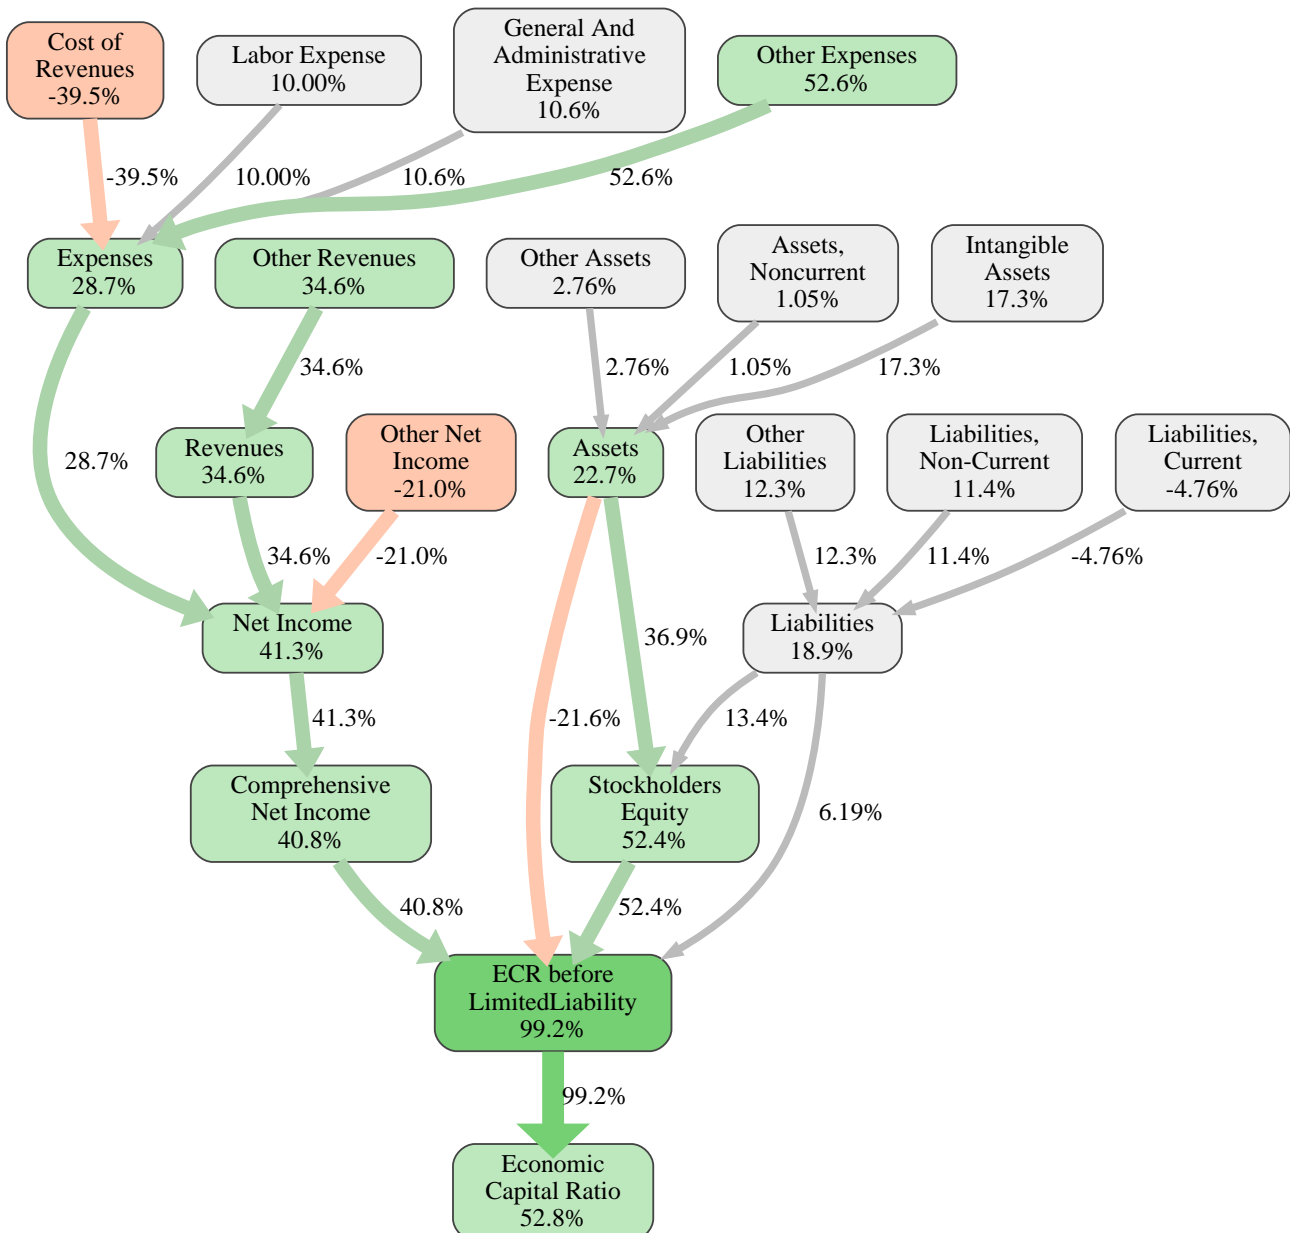 Cost of
Revenues
-39.5%
Labor Expense
10.00%
General And
Administrative
Expense
10.6%
Other Expenses
52.6%
-39.5%
10.00%
10.6%
52.6%
Expenses
28.7%
Other Revenues
34.6%
Other Assets
2.76%
Assets,
Noncurrent
1.05%
Intangible
Assets
17.3%
34.6%
2.76%
1.05%
17.3%
28.7%
Revenues
34.6%
Other Net
Income
-21.0%
Assets
22.7%
Other
Liabilities
12.3%
Liabilities,
Non-Current
11.4%
Liabilities,
Current
-4.76%
34.6%
-21.0%
12.3%
11.4%
-4.76%
Net Income
41.3%
36.9%
Liabilities
18.9%
41.3%
-21.6%
13.4%
6.19%
Comprehensive
Net Income
40.8%
Stockholders
Equity
52.4%
40.8%
52.4%
ECR before
LimitedLiability
99.2%
99.2%
Economic
Capital Ratio
52.8%